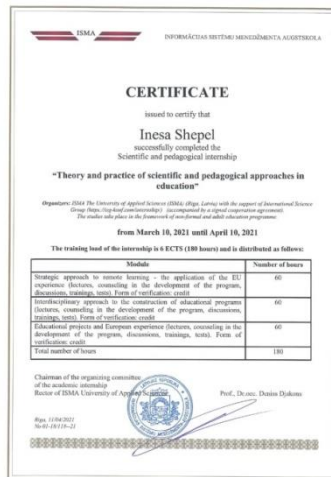 ISMA
INFORMĀCIJAS SISTĒMU MENEDŽMENTA AUGSTSKOLA
CERTIFICATE
issued to certify that
Inesa Shepel
successfully completed the
Scientific and pedagogical internship
"Theory and practice of scientific and pedagogical approaches in
education"
Organizers: ISMA The University of Applied Sciences (ISMA) (Riga, Latvia) with the support of International Science
Group (https://isg-konf.com/internship/) (accompanied by a signed cooperation agreement).
The studies take place in the framework of non-formal and adult education programme
from March 10, 2021 until April 10, 2021
The training load of the internship is 6 ECTS (180 hours) and is distributed as follows:
Module Number of hours
Strategic approach to remote learning – the application of the EU 60
experience (lectures, counseling in the development of the program,
discussions, trainings, tests). Form of verification: credit
Interdisciplinary approach to the construction of educational programs 60
(lectures, counseling in the development of the program, discussions,
trainings, tests). Form of verification: credit
Educational projects and European experience (lectures, counseling in the 60
development of the program, discussions, trainings, tests). Form of
verification: credit
Total number of hours 180
Chairman of the organizing committee
of the academic internship
Rector of ISMA University of Applied Sciences Prof., Dr.oec. Deniss Djakons
Riga, 11/04/2021